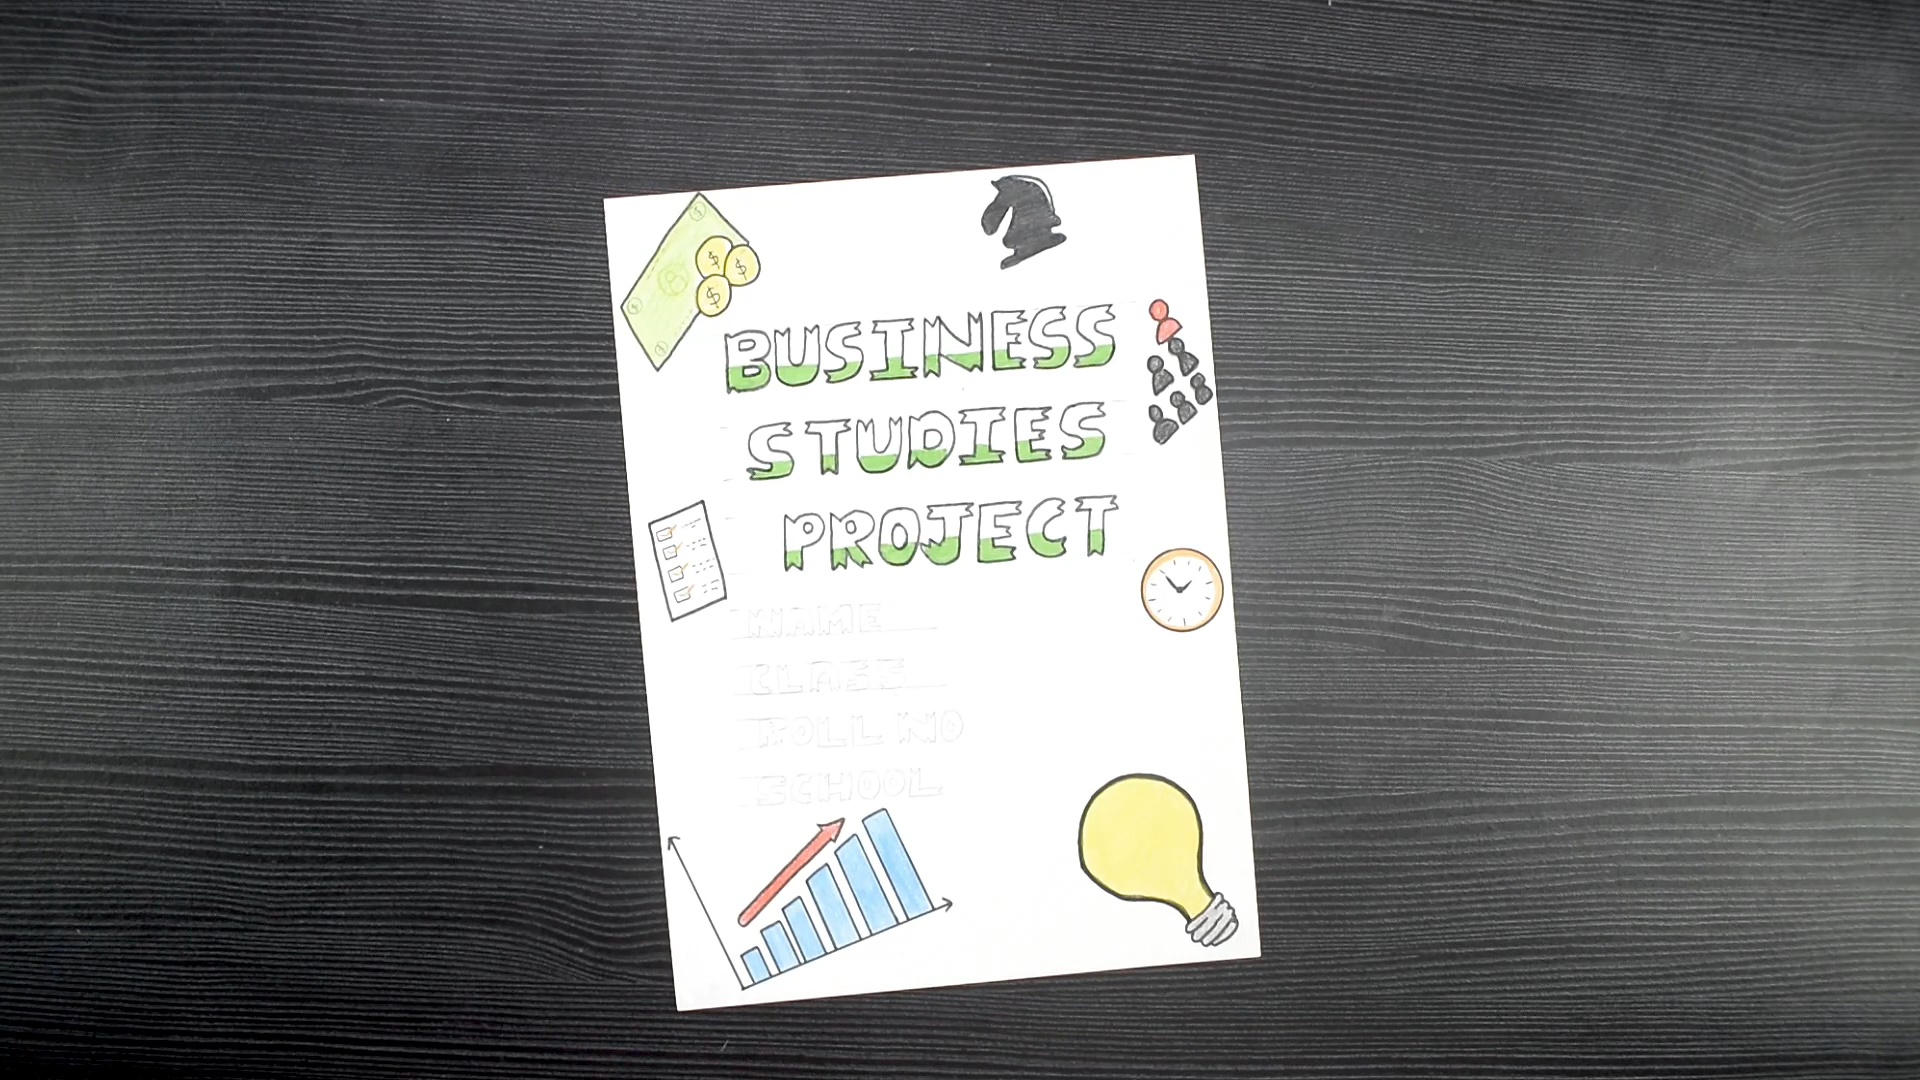 BUSINESS
STUDIES
PROJECT
NAME
CLASS
ROLL NO
SCHOOL